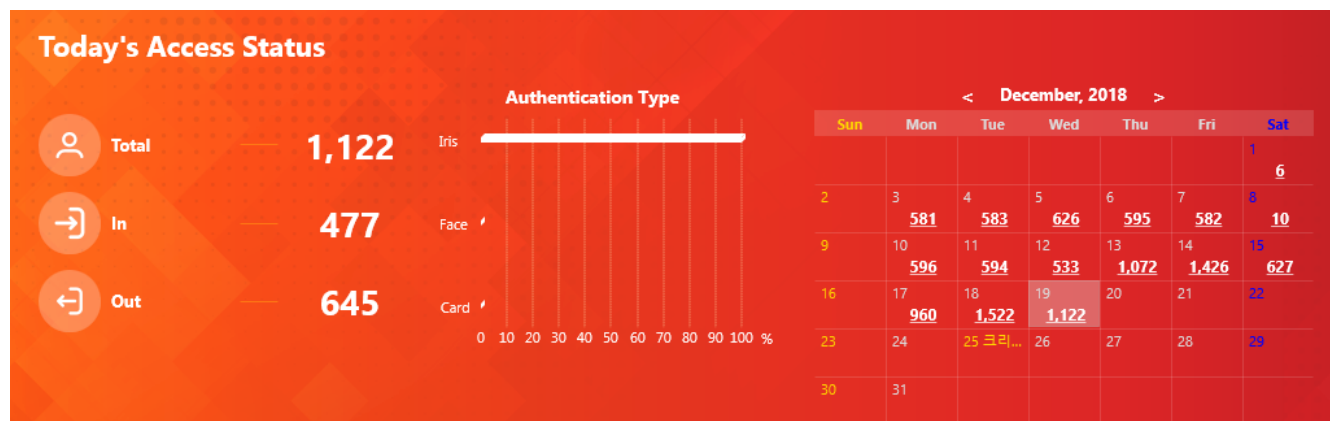 Today's Access Status
Total 1,122
In 477
Out 645
Authentication Type
Iris
Face
Card
0 10 20 30 40 50 60 70 80 90 100 %
< December, 2018 >
Sun Mon Tue Wed Thu Fri Sat
1
6
2 3 4 5 6 7 8
581 583 626 595 582 10
9 10 11 12 13 14 15
596 594 533 1,072 1,426 627
16 17 18 19 20 21 22
960 1,522 1,122
23 24 25 크리... 26 27 28 29
30 31